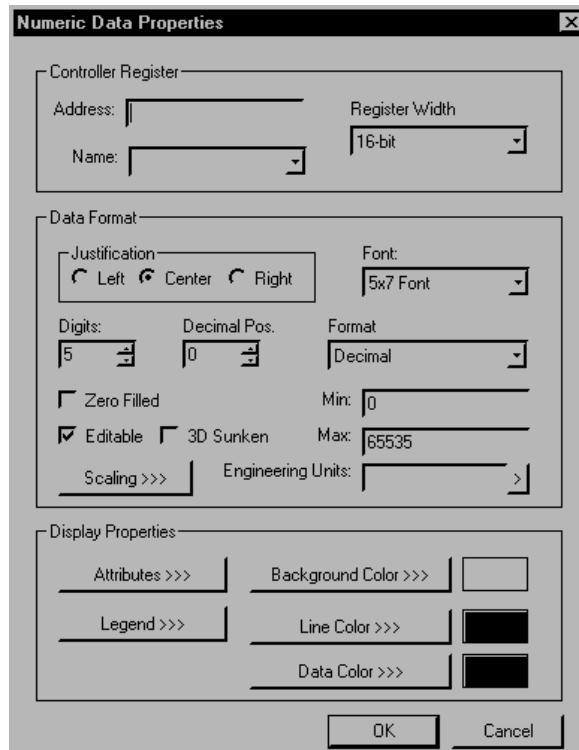 Numeric Data Properties
Controller Register
Address:
Register Width
16-bit
Name:
Data Format
Justification
Left Center Right
Font:
5x7 Font
Digits: Decimal Pos. Format
5 0 Decimal
Zero Filled
Min: 0
Editable 3D Sunken
Max: 65535
Scaling >>>
Engineering Units: >
Display Properties
Attributes >>> Background Color >>>
Legend >>> Line Color >>>
Data Color >>>
OK Cancel